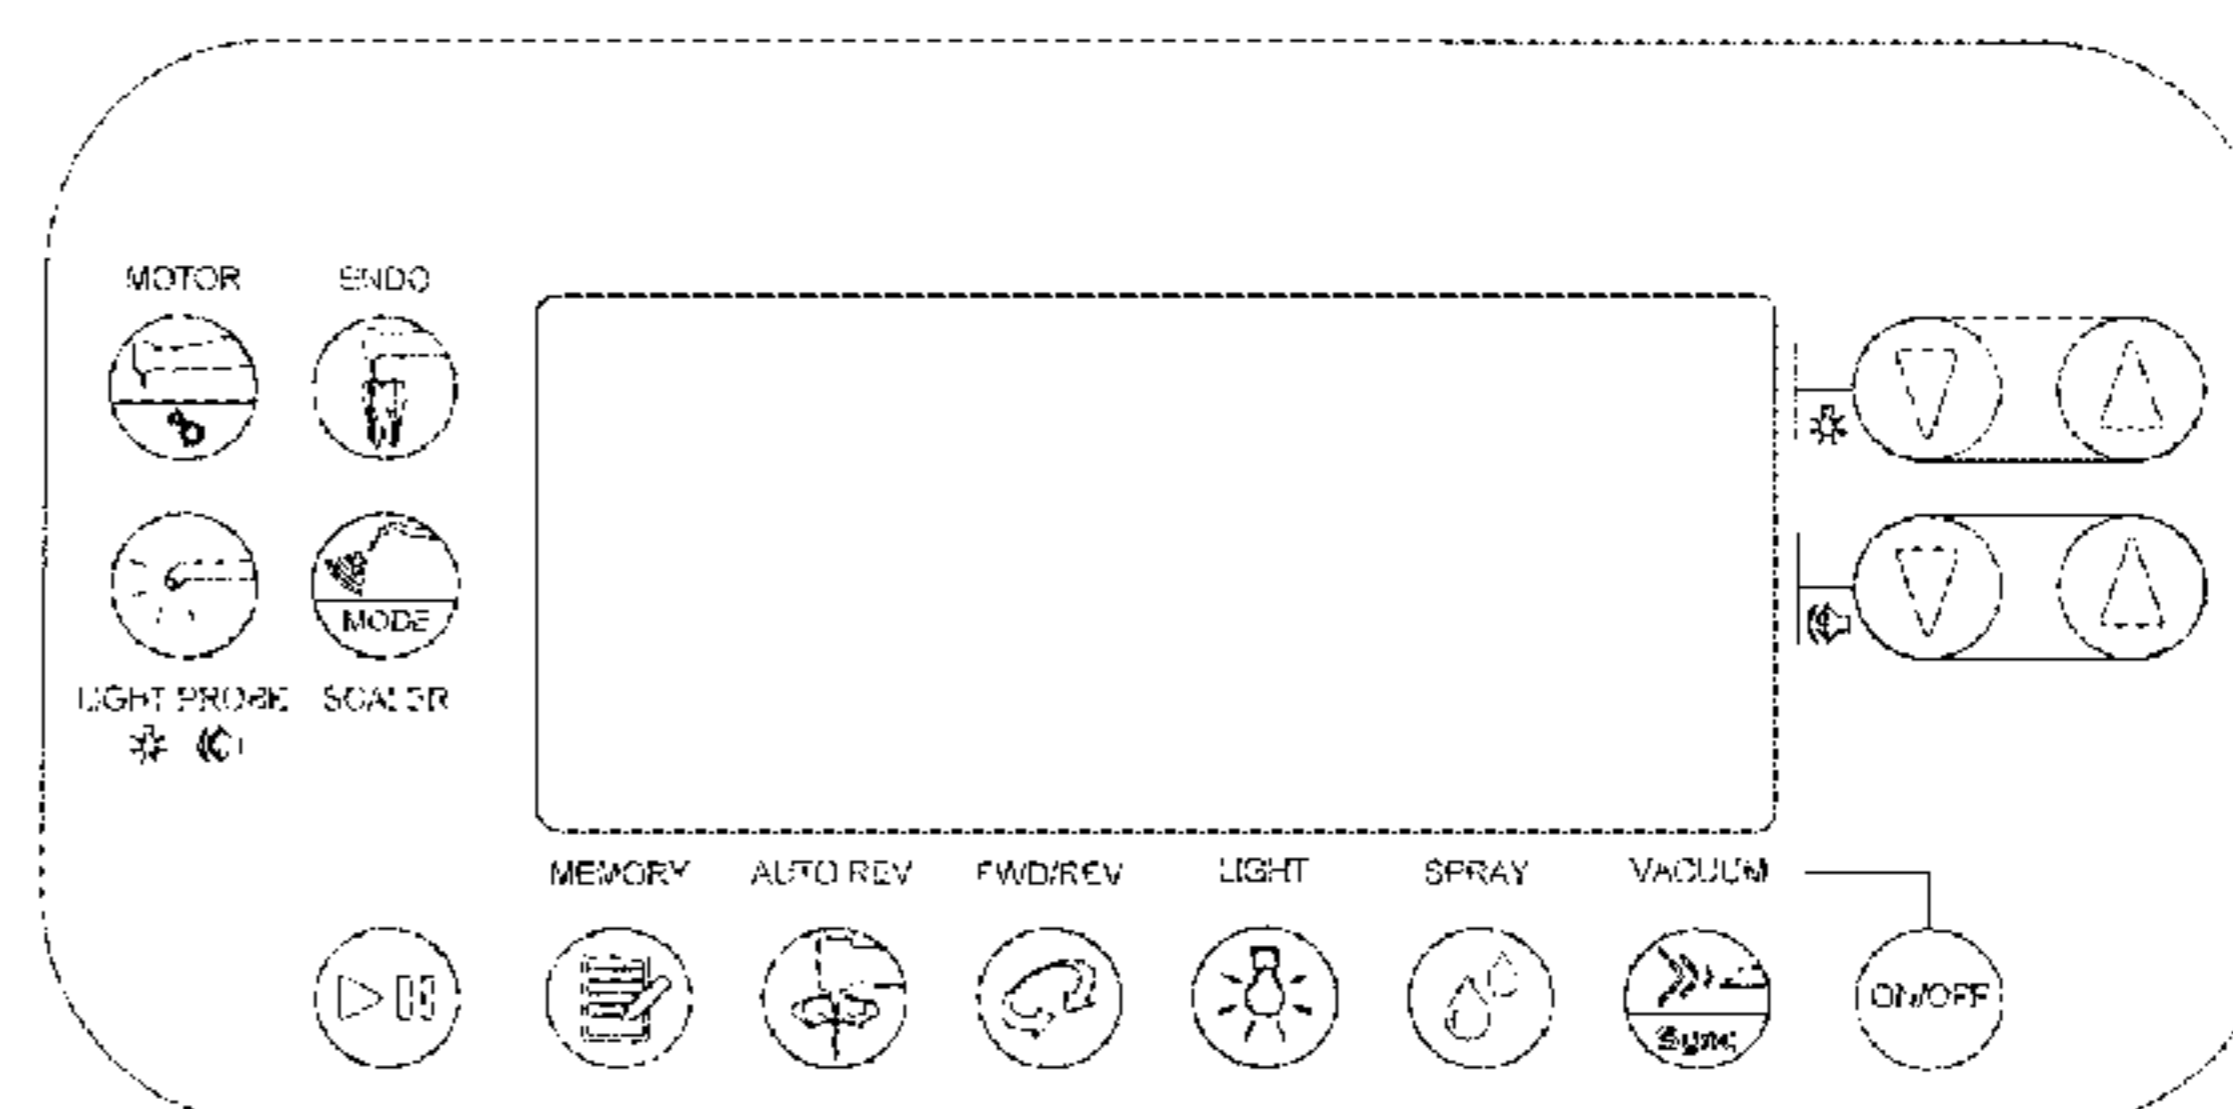 MOTOR ENDO
MODE
LIGHT PROBE SCALER
MEMORY AUTO REV FWD/REV LIGHT SPRAY VACUUM
ON/OFF
Sync